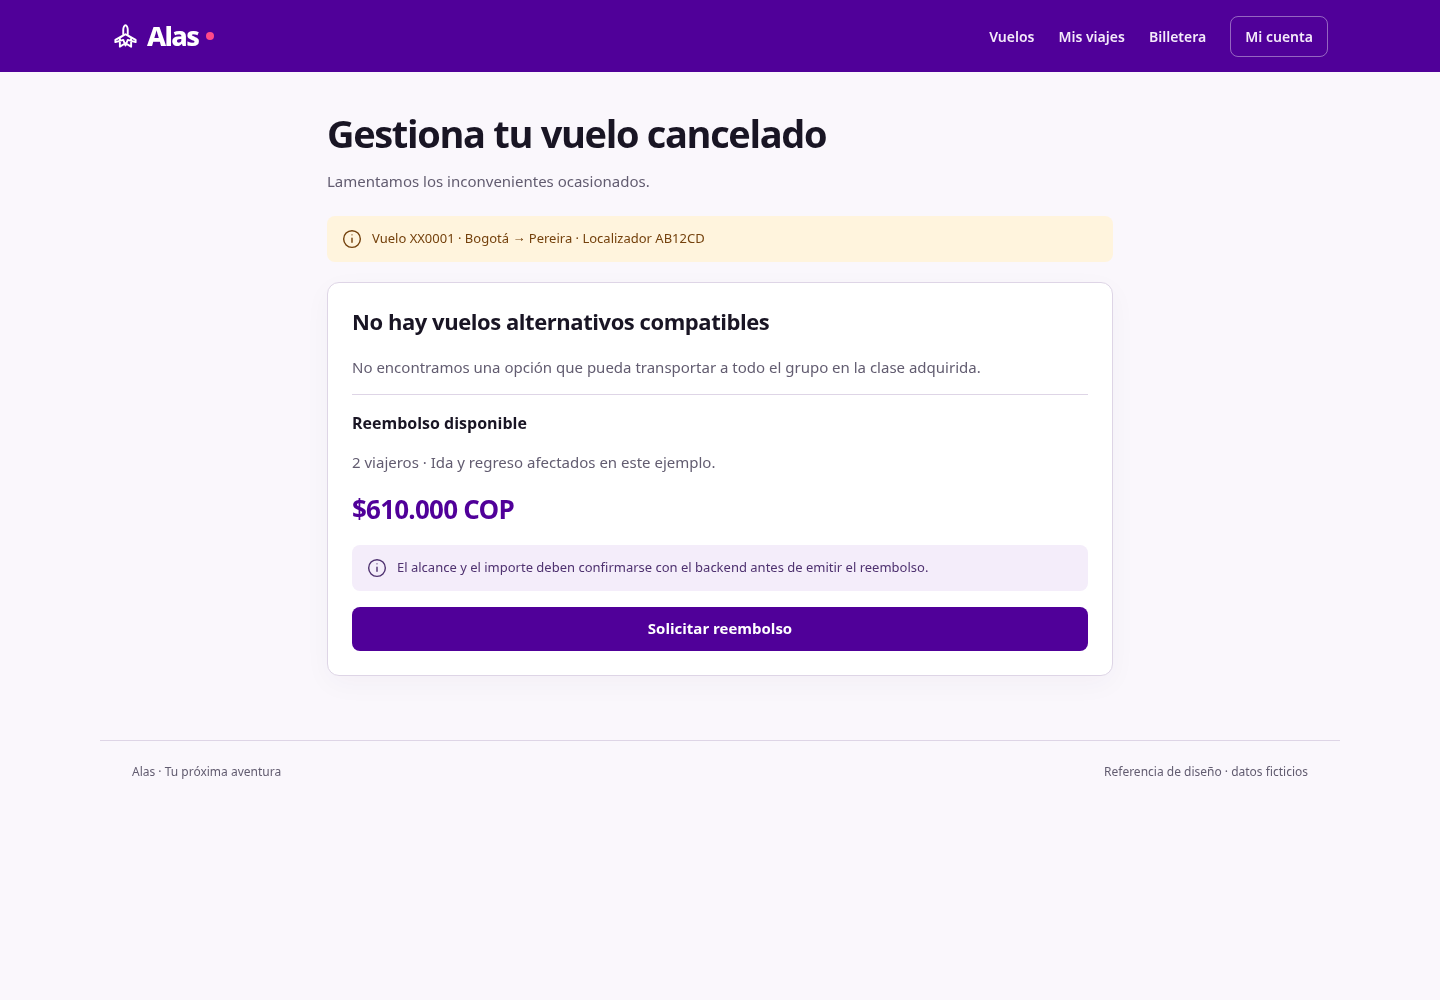 Alas
Vuelos
Mis viajes
Billetera
Mi cuenta
Gestiona tu vuelo cancelado
Lamentamos los inconvenientes ocasionados.
Vuelo XX0001 · Bogotá → Pereira · Localizador AB12CD
No hay vuelos alternativos compatibles
No encontramos una opción que pueda transportar a todo el grupo en la clase adquirida.
Reembolso disponible
2 viajeros · Ida y regreso afectados en este ejemplo.
$610.000 COP
El alcance y el importe deben confirmarse con el backend antes de emitir el reembolso.
Solicitar reembolso
Alas · Tu próxima aventura
Referencia de diseño · datos ficticios